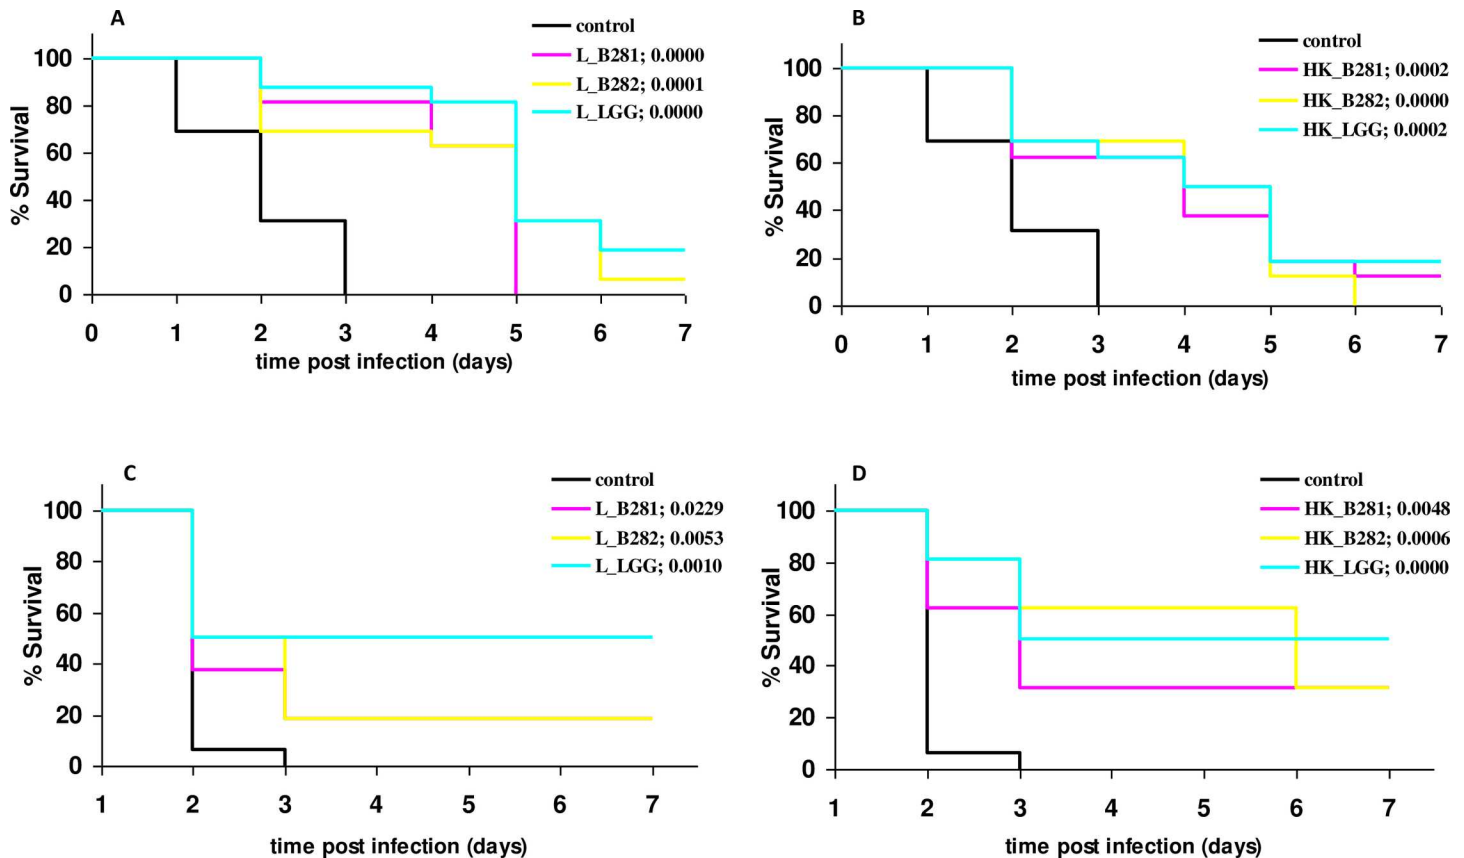 A
control
L_B281; 0.0000
L_B282; 0.0001
L_LGG; 0.0000
% Survival
100
80
60
40
20
0
0 1 2 3 4 5 6 7
time post infection (days)
B
control
HK_B281; 0.0002
HK_B282; 0.0000
HK_LGG; 0.0002
% Survival
100
80
60
40
20
0
0 1 2 3 4 5 6 7
time post infection (days)
C
control
L_B281; 0.0229
L_B282; 0.0053
L_LGG; 0.0010
% Survival
100
80
60
40
20
0
1 2 3 4 5 6 7
time post infection (days)
D
control
HK_B281; 0.0048
HK_B282; 0.0006
HK_LGG; 0.0000
% Survival
100
80
60
40
20
0
1 2 3 4 5 6 7
time post infection (days)